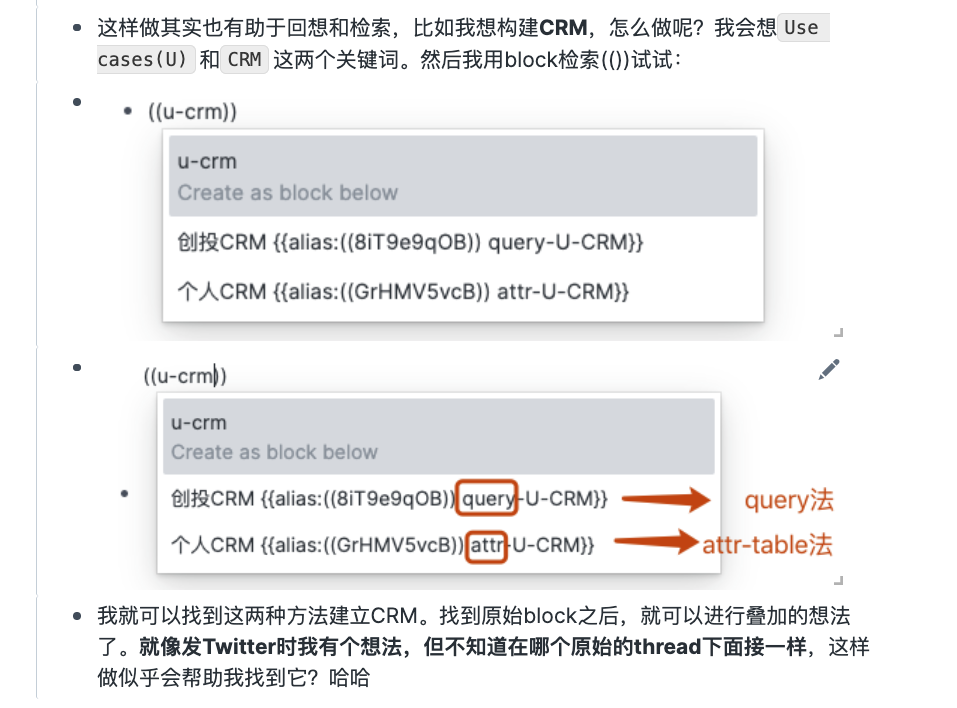 这样做其实也有助于回想和检索，比如我想构建CRM，怎么做呢？我会想 Use
cases(U) 和 CRM 这两个关键词。然后我用block检索(())试试：
((u-crm))
u-crm
Create as block below
创投CRM {{alias:((8iT9e9qOB)) query-U-CRM}}
个人CRM {{alias:((GrHMV5vcB)) attr-U-CRM}}
((u-crm))
u-crm
Create as block below
创投CRM {{alias:((8iT9e9qOB)) query-U-CRM}} query法
个人CRM {{alias:((GrHMV5vcB)) attr-U-CRM}} attr-table法
我就可以找到这两种方法建立CRM。找到原始block之后，就可以进行叠加的想法
了。就像发Twitter时我有个想法，但不知道在哪个原始的thread下面接一样，这样
做似乎会帮助我找到它？哈哈